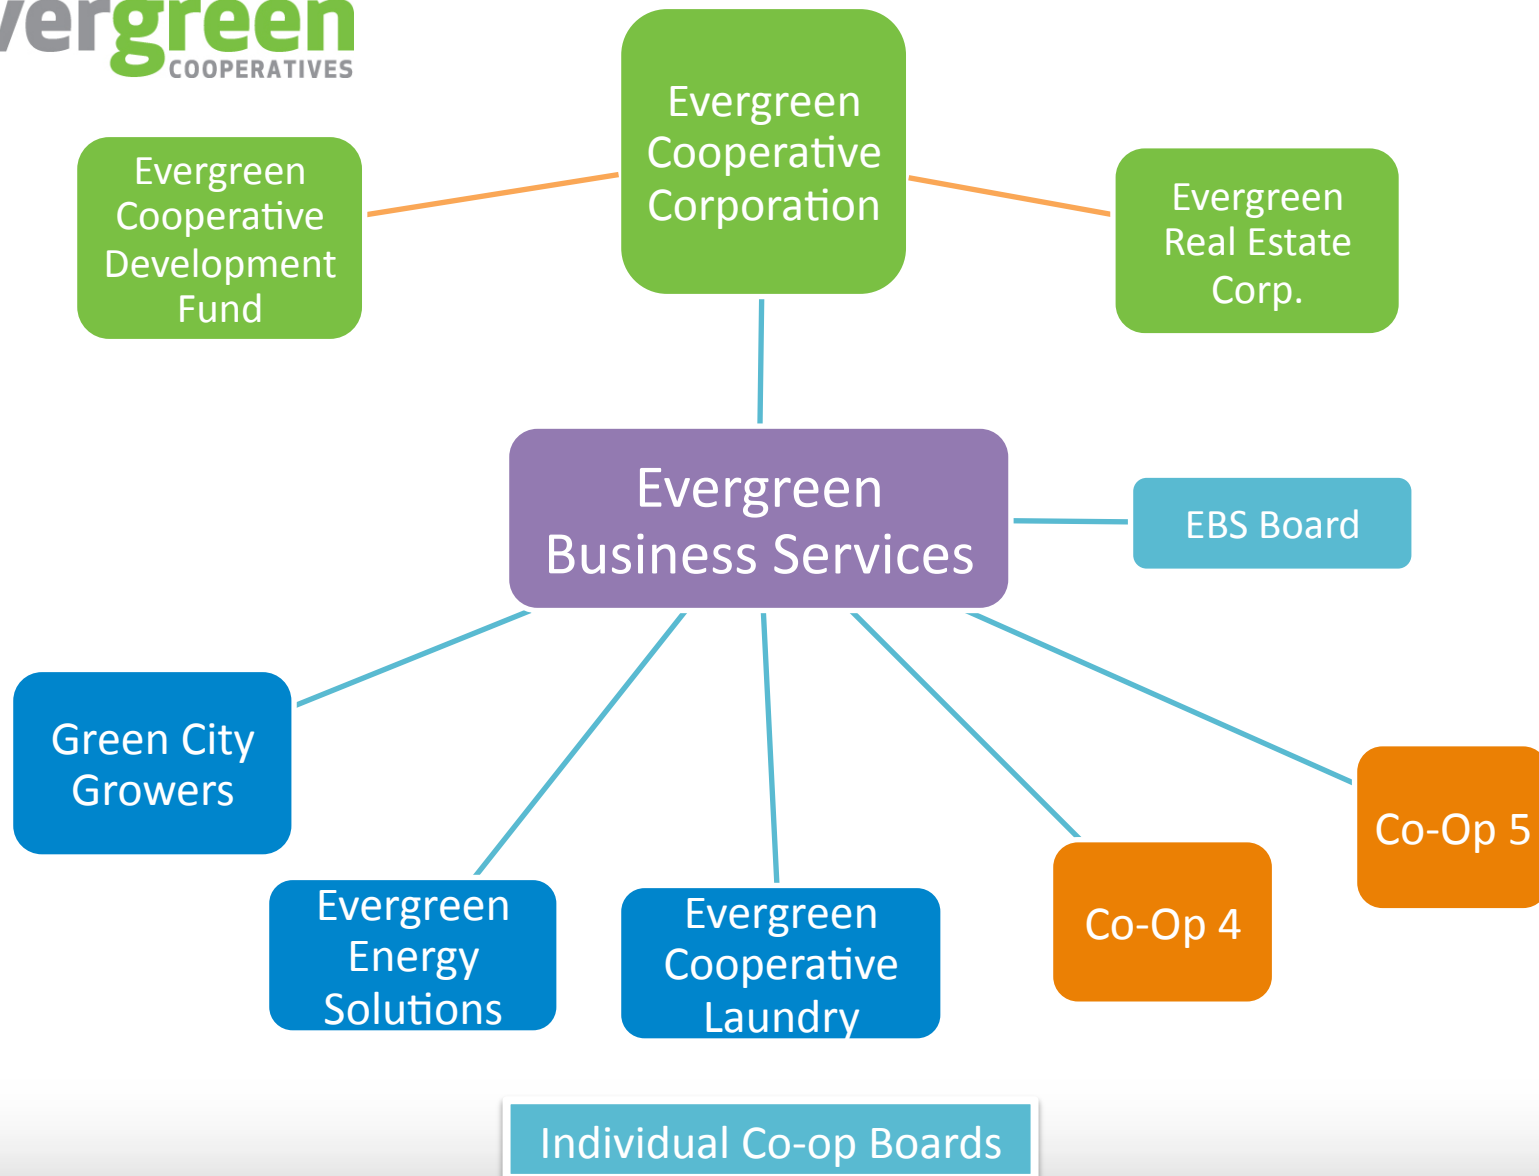 vergreen
COOPERATIVES
Evergreen
Cooperative
Corporation
Evergreen
Cooperative
Development
Fund
Evergreen
Real Estate
Corp.
Evergreen
Business Services
EBS Board
Green City
Growers
Evergreen
Energy
Solutions
Evergreen
Cooperative
Laundry
Co-Op 4
Co-Op 5
Individual Co-op Boards